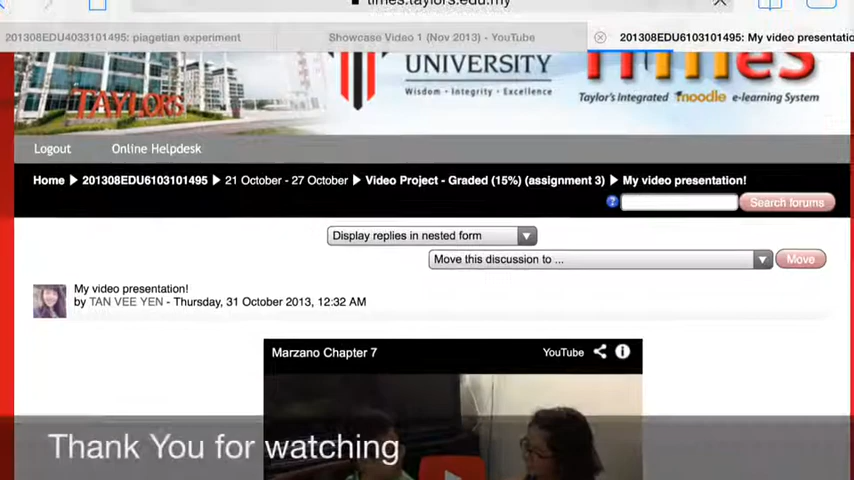 times.taylors.edu.my
201308EDU4033101495: piagetian experiment
Showcase Video 1 (Nov 2013) - YouTube
201308EDU6103101495: My video presentatio
TAYLORS
UNIVERSITY
Wisdom • Integrity • Excellence
Taylor's Integrated moodle e-learning System
Logout
Online Helpdesk
Home 201308EDU6103101495 21 October - 27 October Video Project - Graded (15%) (assignment 3) My video presentation!
Search forums
Display replies in nested form
Move this discussion to ...
Move
My video presentation!
by TAN VEE YEN - Thursday, 31 October 2013, 12:32 AM
Marzano Chapter 7
YouTube
Thank You for watching